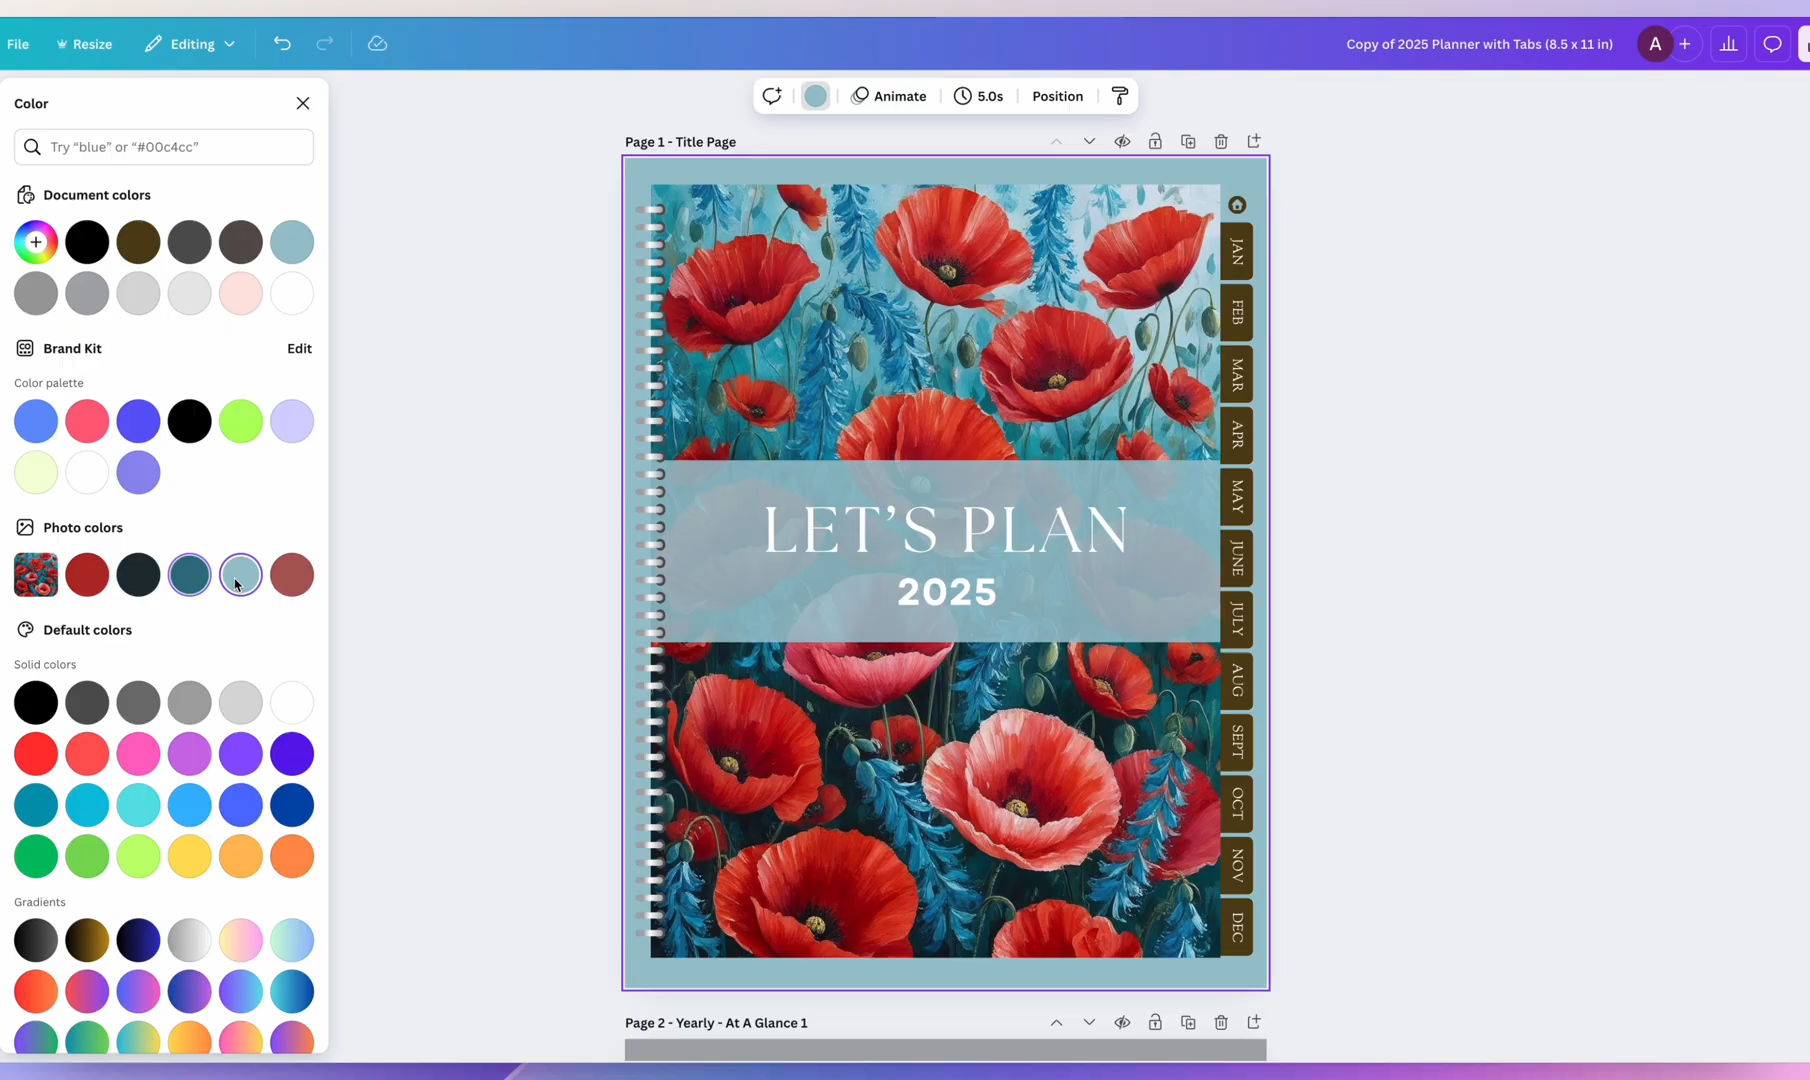 File
Resize
Editing
Copy of 2025 Planner with Tabs (8.5 x 11 in)
A
Color
Try “blue” or “#00c4cc”
Document colors
Brand Kit
Edit
Color palette
Photo colors
Default colors
Solid colors
Gradients
Animate
5.0s
Position
Page 1 - Title Page
LET’S PLAN
2025
JAN
FEB
MAR
APR
MAY
JUNE
JULY
AUG
SEPT
OCT
NOV
DEC
Page 2 - Yearly - At A Glance 1